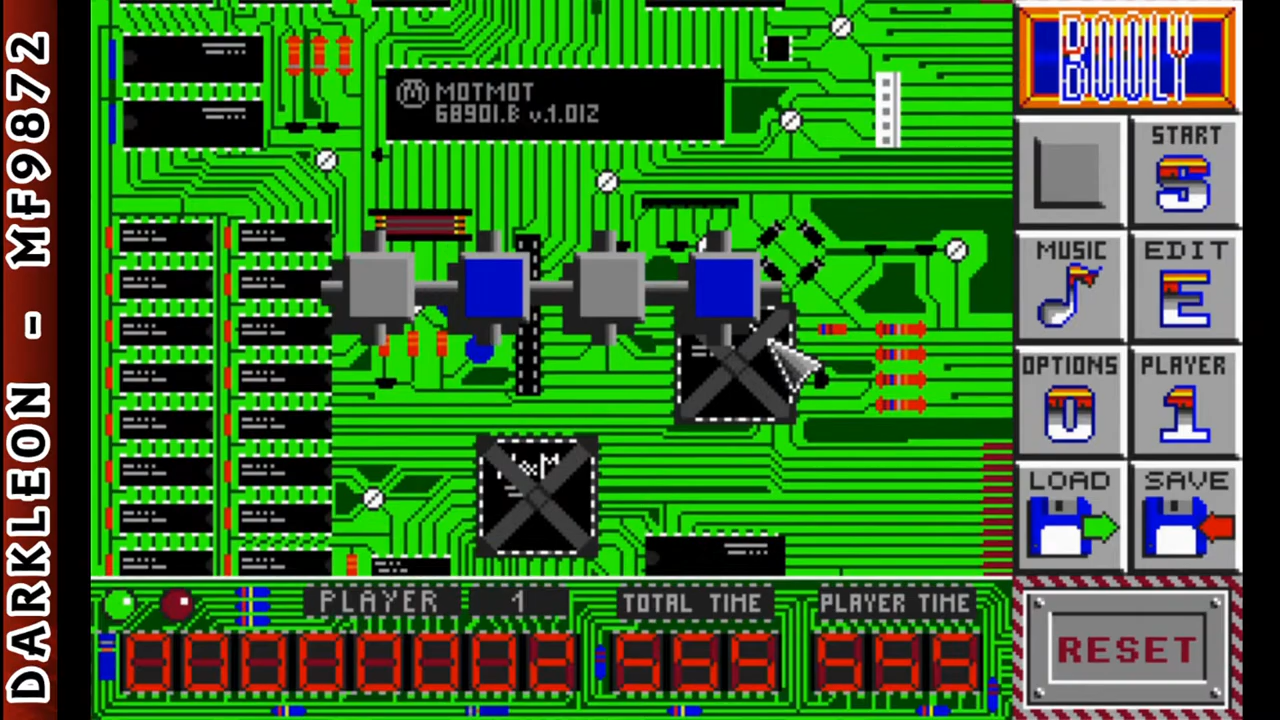 DARKLEON - MF9872
MOTMOT
68901.B v.1.01Z
BOOLY
START
S
MUSIC
EDIT
E
OPTIONS
O
PLAYER
1
LOAD
SAVE
PLAYER 1
TOTAL TIME
PLAYER TIME
RESET